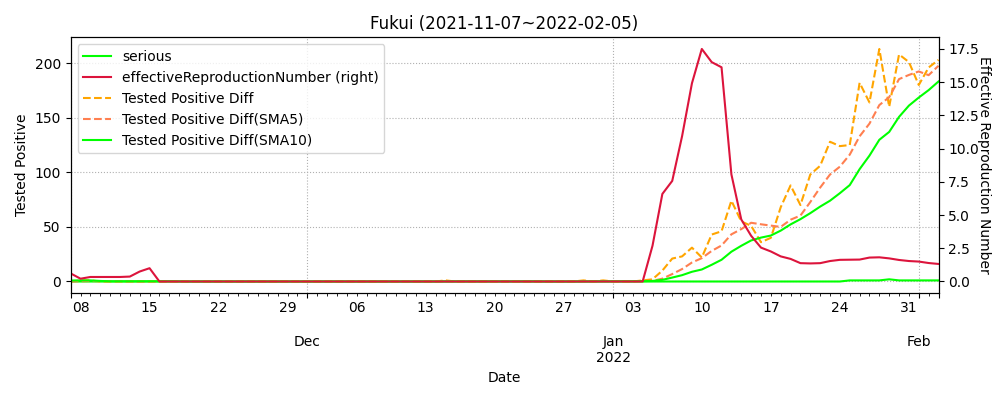 Fukui (2021-11-07~2022-02-05)
serious
effectiveReproductionNumber (right)
Tested Positive Diff
Tested Positive Diff(SMA5)
Tested Positive Diff(SMA10)
Tested Positive
200
150
100
50
0
17.5
15.0
12.5
10.0
7.5
5.0
2.5
0.0
Effective Reproduction Number
08 15 22 29 06 13 20 27 03 10 17 24 31
Dec Jan Feb
2022
Date